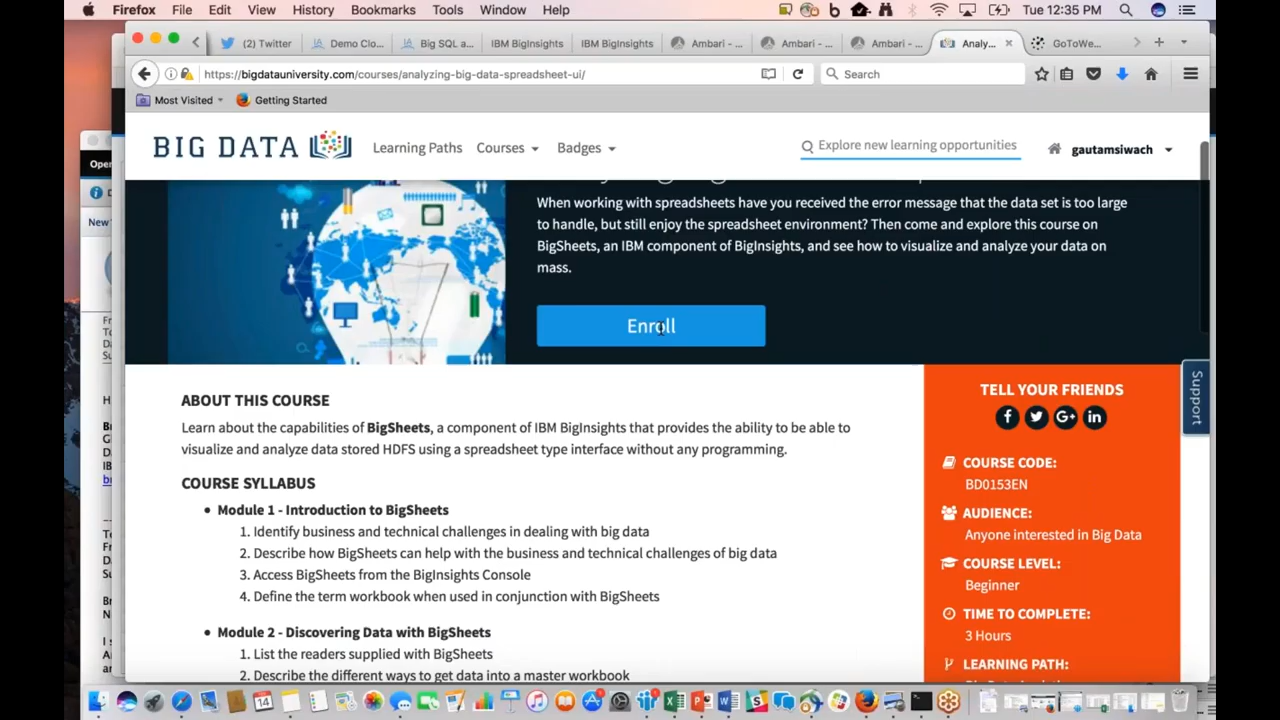 Firefox File Edit View History Bookmarks Tools Window Help Tue 12:35 PM
(2) Twitter Demo Clo... Big SQL a... IBM BigInsights IBM BigInsights Ambari - ... Ambari - ... Ambari - ... Analy... GoToWe...
https://bigdatauniversity.com/courses/analyzing-big-data-spreadsheet-ui/ Search
Most Visited Getting Started
BIG DATA Learning Paths Courses Badges Explore new learning opportunities gautamsiwach
Open
New
When working with spreadsheets have you received the error message that the data set is too large
to handle, but still enjoy the spreadsheet environment? Then come and explore this course on
BigSheets, an IBM component of BigInsights, and see how to visualize and analyze your data on
mass.
Enroll
Support
ABOUT THIS COURSE
Learn about the capabilities of BigSheets, a component of IBM BigInsights that provides the ability to be able to
visualize and analyze data stored HDFS using a spreadsheet type interface without any programming.
COURSE SYLLABUS
• Module 1 - Introduction to BigSheets
1. Identify business and technical challenges in dealing with big data
2. Describe how BigSheets can help with the business and technical challenges of big data
3. Access BigSheets from the BigInsights Console
4. Define the term workbook when used in conjunction with BigSheets
• Module 2 - Discovering Data with BigSheets
1. List the readers supplied with BigSheets
2. Describe the different ways to get data into a master workbook
TELL YOUR FRIENDS
COURSE CODE:
BD0153EN
AUDIENCE:
Anyone interested in Big Data
COURSE LEVEL:
Beginner
TIME TO COMPLETE:
3 Hours
LEARNING PATH: